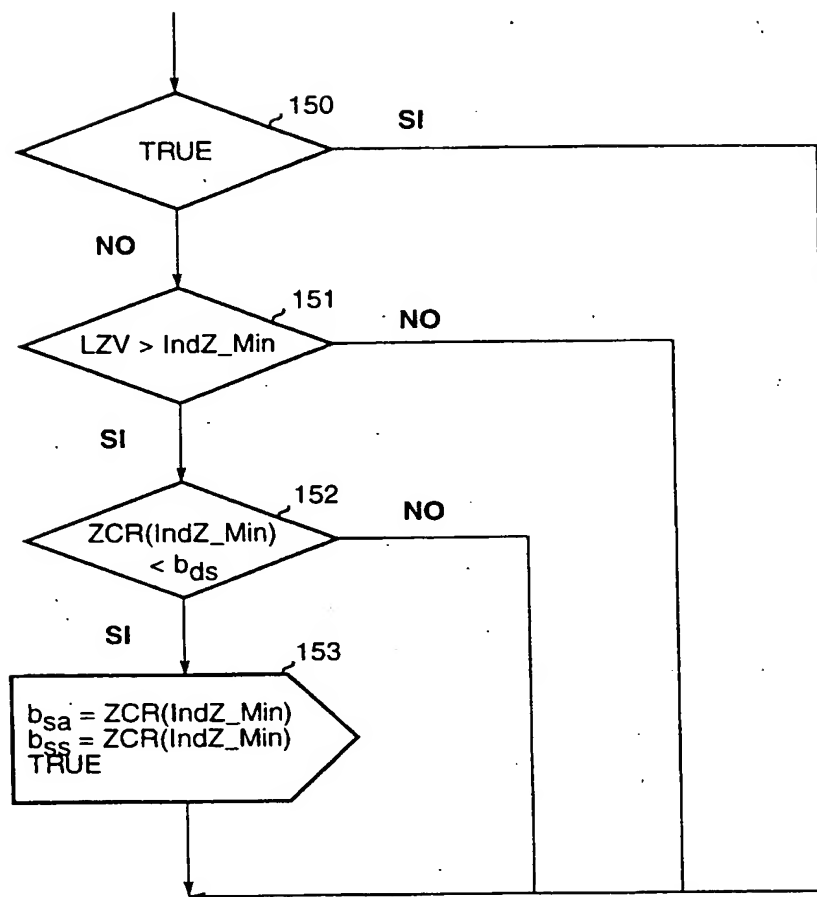 150
SI
TRUE
NO
151
NO
LZV > IndZ_Min
SI
152
NO
ZCR(IndZ_Min)
< b_ds
SI
153
b_sa = ZCR(IndZ_Min)
b_ss = ZCR(IndZ_Min)
TRUE